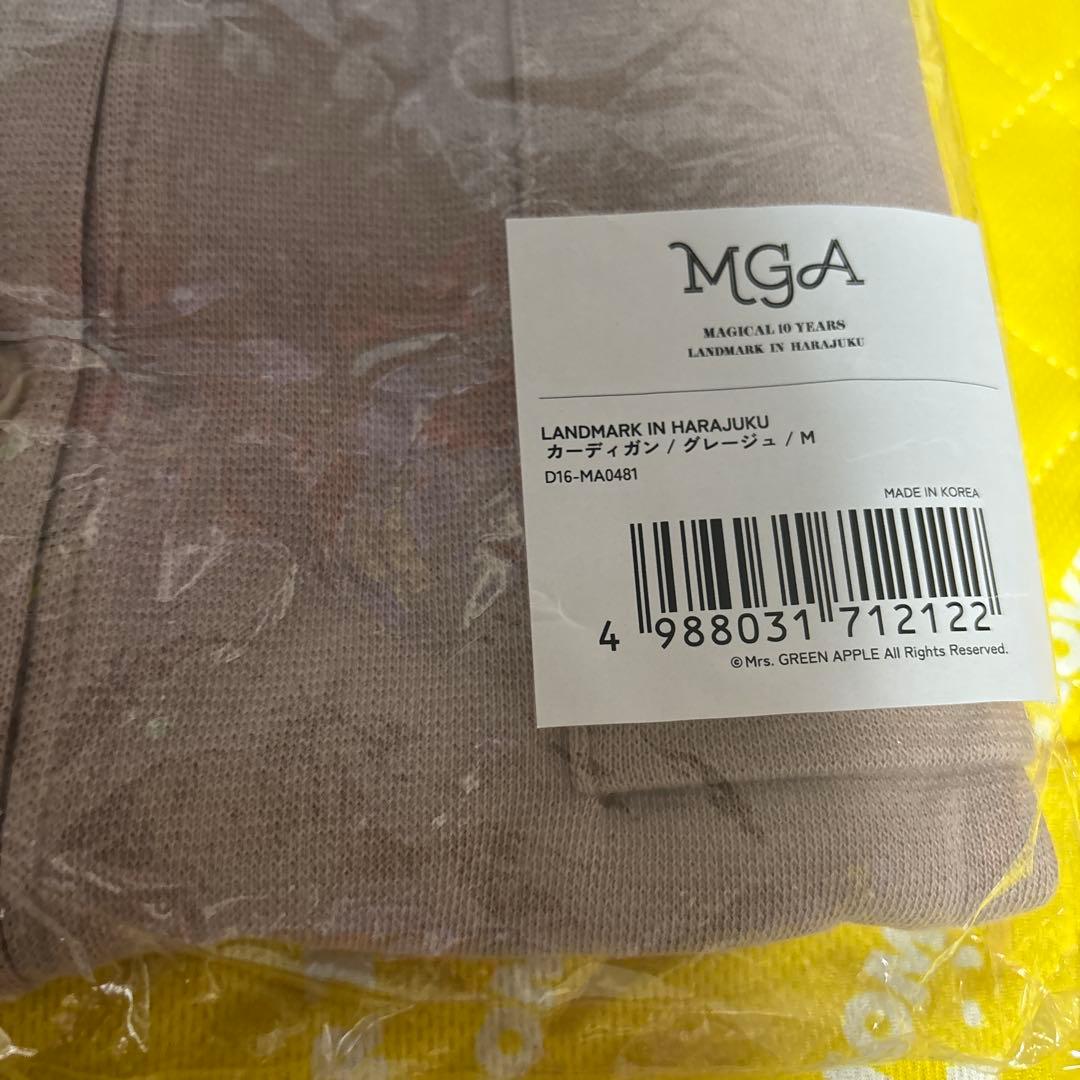 MGA
MAGICAL 10 YEARS
LANDMARK IN HARAJUKU
LANDMARK IN HARAJUKU
カーディガン / グレージュ / M
D16-MA0481
MADE IN KOREA
4 988031 712122
©Mrs. GREEN APPLE All Rights Reserved.